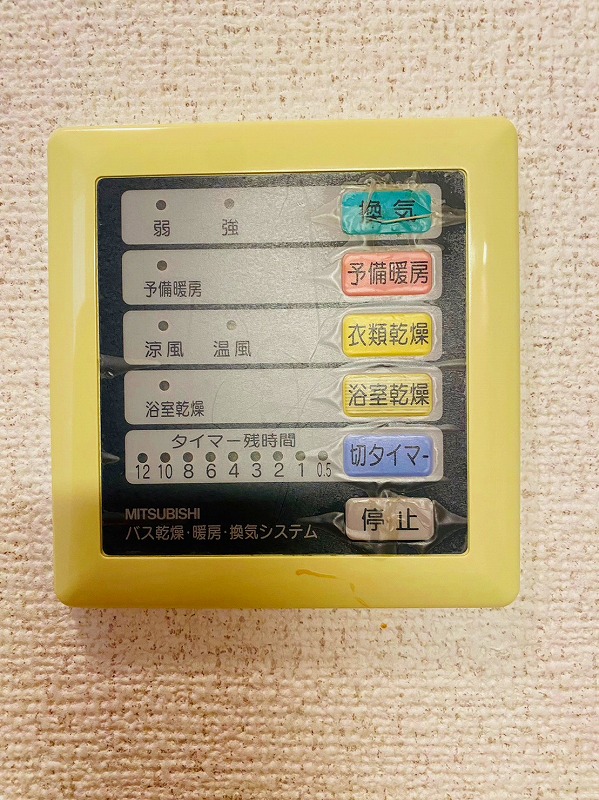 弱 強 換気
予備暖房 予備暖房
涼風 温風 衣類乾燥
浴室乾燥 浴室乾燥
タイマー残時間
12 10 8 6 4 3 2 1 0.5 切タイマー
停止
MITSUBISHI
バス乾燥・暖房・換気システム